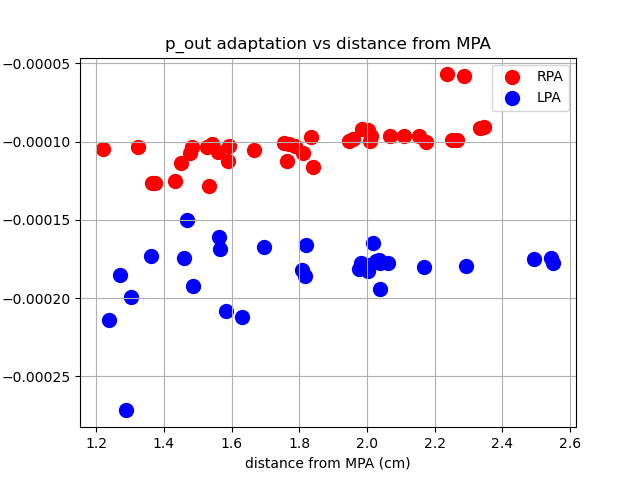 p_out adaptation vs distance from MPA
RPA
LPA
−0.00005
−0.00010
−0.00015
−0.00020
−0.00025
1.2 1.4 1.6 1.8 2.0 2.2 2.4 2.6
distance from MPA (cm)